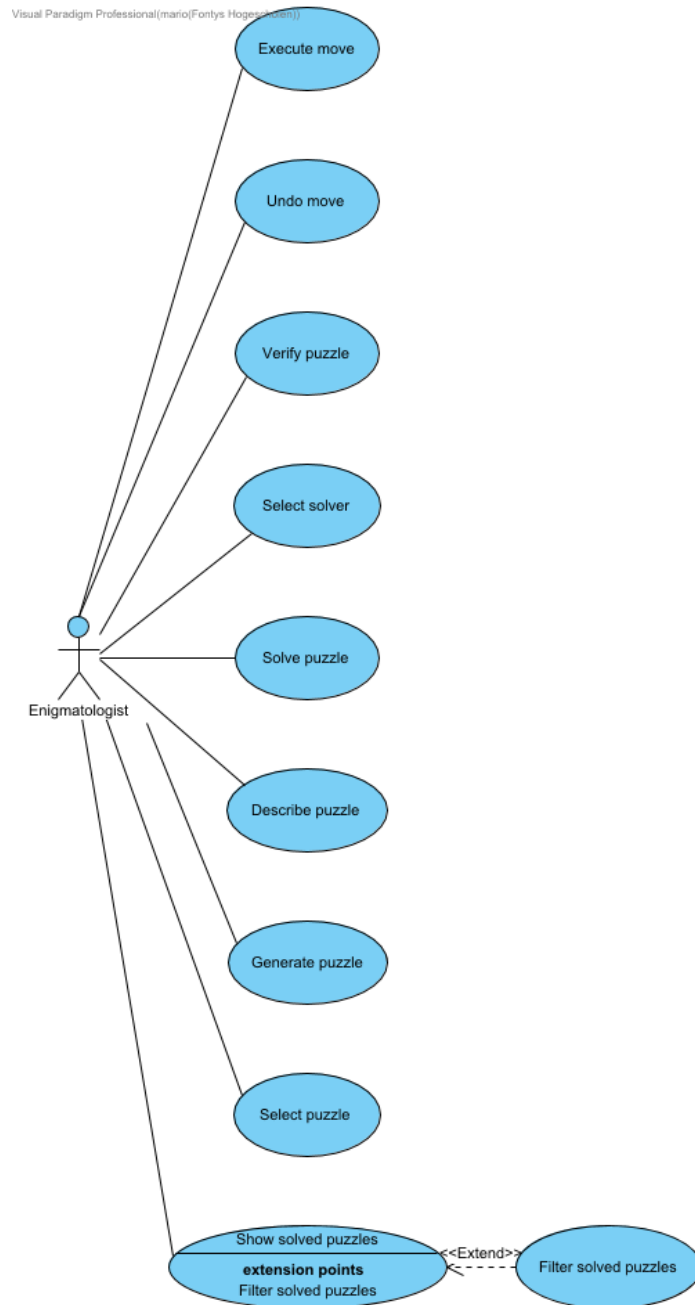 Visual Paradigm Professional(mario(Fontys Hogescholen))
Execute move
Undo move
Verify puzzle
Select solver
Solve puzzle
Enigmatologist
Describe puzzle
Generate puzzle
Select puzzle
Show solved puzzles
<<Extend>>
extension points
Filter solved puzzles
Filter solved puzzles